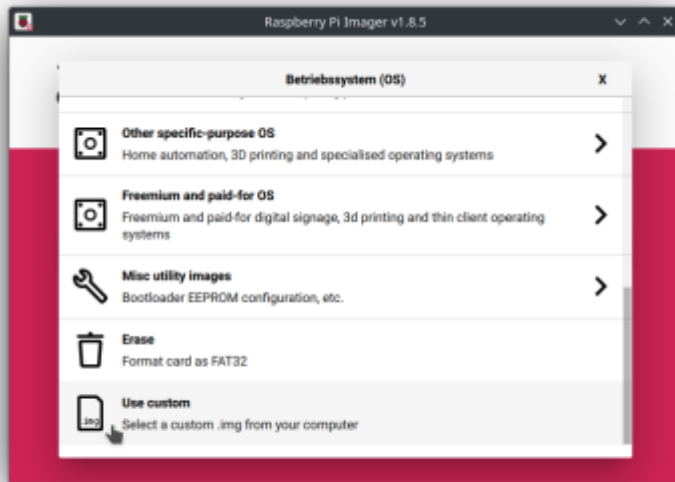 Raspberry Pi Imager v1.8.5
Betriebssystem (OS)
X
Other specific-purpose OS
Home automation, 3D printing and specialised operating systems
Freemium and paid-for OS
Freemium and paid-for digital signage, 3d printing and thin client operating
systems
Misc utility images
Bootloader EEPROM configuration, etc.
Erase
Format card as FAT32
Use custom
.img
Select a custom .img from your computer